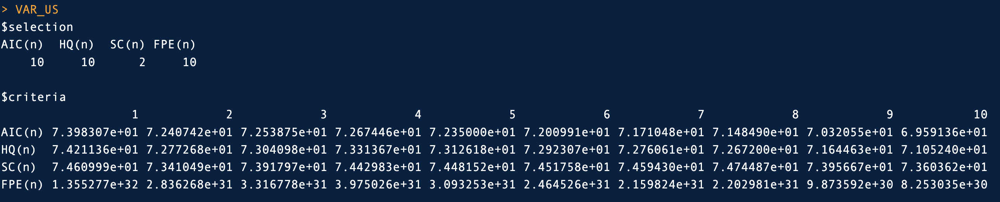 > VAR_US
$selection
AIC(n)  HQ(n)  SC(n) FPE(n)
    10     10      2     10

$criteria
                  1            2            3            4            5            6            7            8            9           10
AIC(n) 7.398307e+01 7.240742e+01 7.253875e+01 7.267446e+01 7.235000e+01 7.200991e+01 7.171048e+01 7.148490e+01 7.032055e+01 6.959136e+01
HQ(n)  7.421136e+01 7.277268e+01 7.304098e+01 7.331367e+01 7.312618e+01 7.292307e+01 7.276061e+01 7.267200e+01 7.164463e+01 7.105240e+01
SC(n)  7.460999e+01 7.341049e+01 7.391797e+01 7.442983e+01 7.448152e+01 7.451758e+01 7.459430e+01 7.474487e+01 7.395667e+01 7.360362e+01
FPE(n) 1.355277e+32 2.836268e+31 3.316778e+31 3.975026e+31 3.093253e+31 2.464526e+31 2.159824e+31 2.202981e+31 9.873592e+30 8.253035e+30